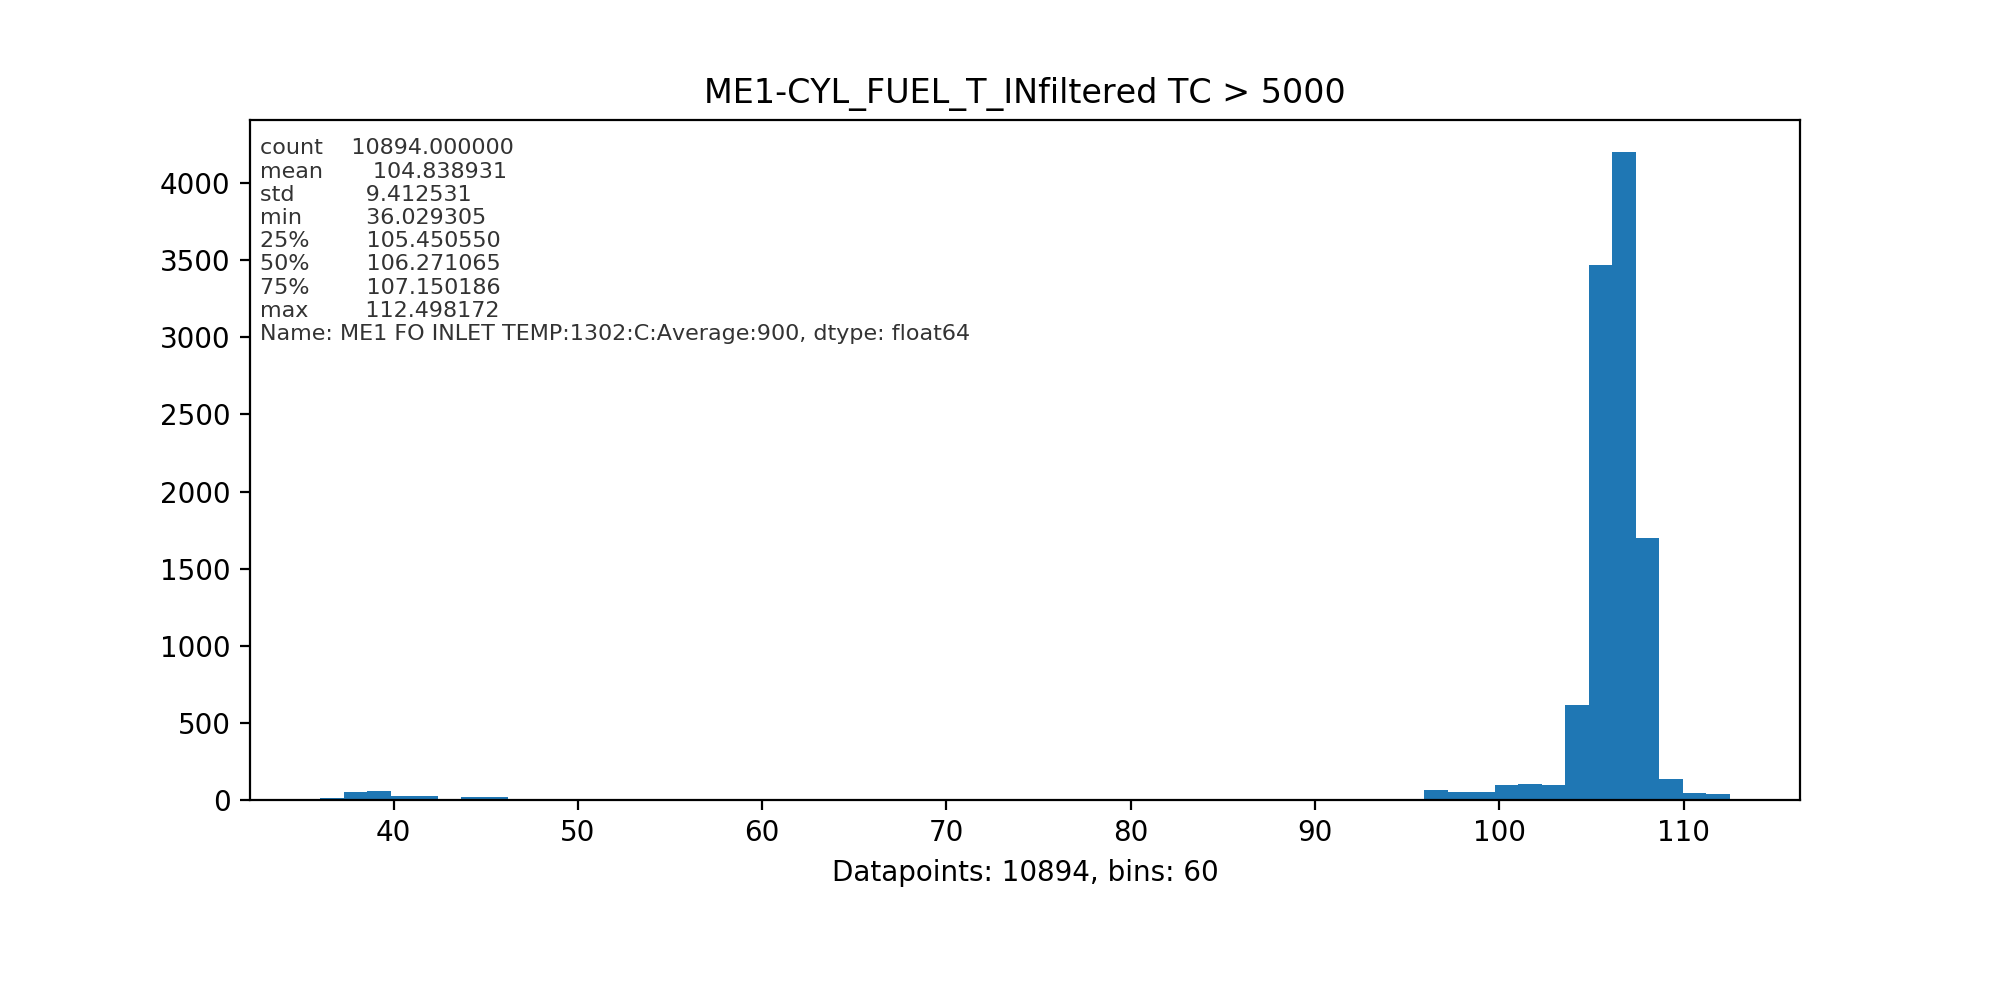 ME1-CYL_FUEL_T_INfiltered TC > 5000
count 10894.000000
mean 104.838931
std 9.412531
min 36.029305
25% 105.450550
50% 106.271065
75% 107.150186
max 112.498172
Name: ME1 FO INLET TEMP:1302:C:Average:900, dtype: float64
4000
3500
3000
2500
2000
1500
1000
500
0
40 50 60 70 80 90 100 110
Datapoints: 10894, bins: 60